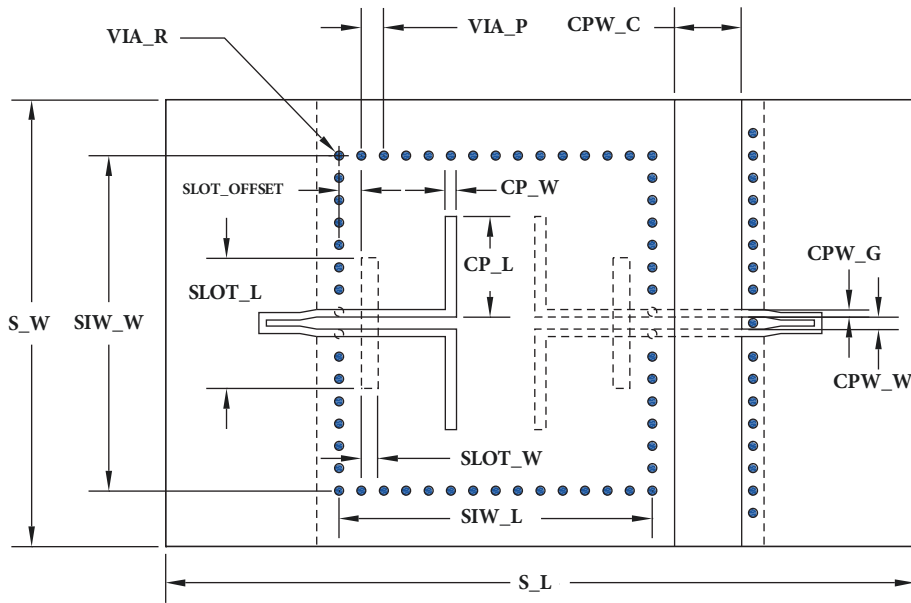 VIA_R
VIA_P
CPW_C
SLOT_OFFSET
CP_W
CP_L
CPW_G
SLOT_L
S_W
SIW_W
CPW_W
SLOT_W
SIW_L
S_L